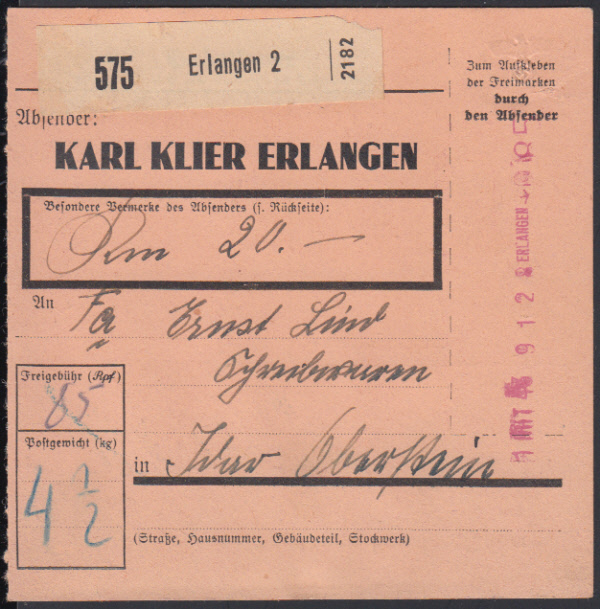 575 Erlangen 2 2182
Zum Aufkleben
der Freimarken
durch
den Absender
Absender:
KARL KLIER ERLANGEN
Besondere Vermerke des Absenders (s. Rückseite):
Rm 20.—
An Fa Ernst Lind
Schreibwaren
Freigebühr (Rpf)
85
Postgewicht (kg)
4 1/2
in Idar Oberstein
(Straße, Hausnummer, Gebäudeteil, Stockwerk)
ERLANGEN